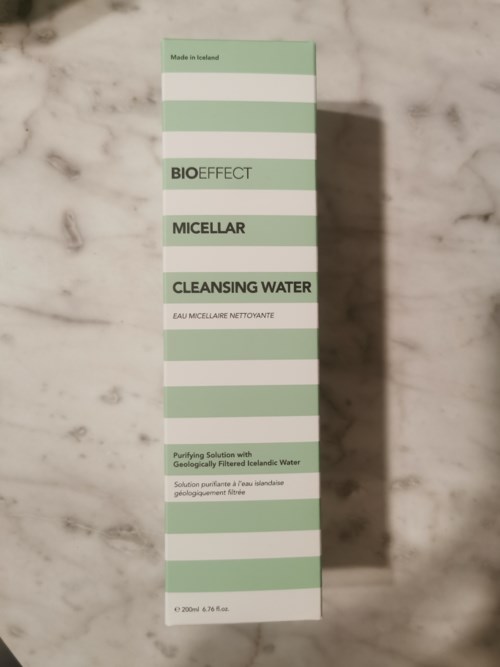 Made in Iceland
BIOEFFECT
MICELLAR
CLEANSING WATER
EAU MICELLAIRE NETTOYANTE
Purifying Solution with
Geologically Filtered Icelandic Water
Solution purifiante à l'eau islandaise
géologiquement filtrée
℮ 200ml 6.76 fl.oz.